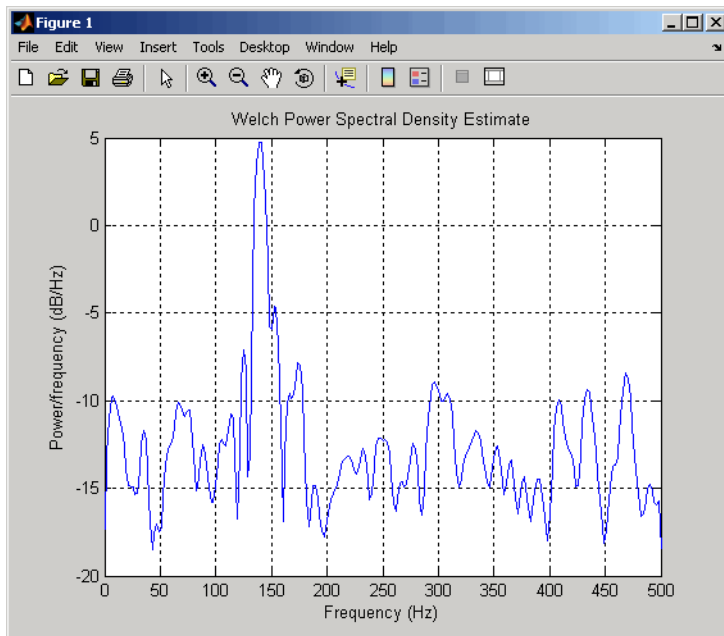 Figure 1
File Edit View Insert Tools Desktop Window Help
Welch Power Spectral Density Estimate
Power/frequency (dB/Hz)
5
0
-5
-10
-15
-20
0 50 100 150 200 250 300 350 400 450 500
Frequency (Hz)